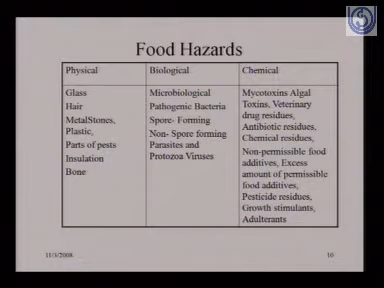 Food Hazards
Physical
Biological
Chemical
Glass
Hair
MetalStones,
Plastic,
Parts of pests
Insulation
Bone
Microbiological
Pathogenic Bacteria
Spore- Forming
Non- Spore forming
Parasites and
Protozoa Viruses
Mycotoxins Algal
Toxins, Veterinary
drug residues,
Antibiotic residues,
Chemical resdues,
Non-permissible food
additives, Excess
amount of permissible
food additives,
Pesticide residues,
Growth stimulants,
Adulterants
11/3/2008
10